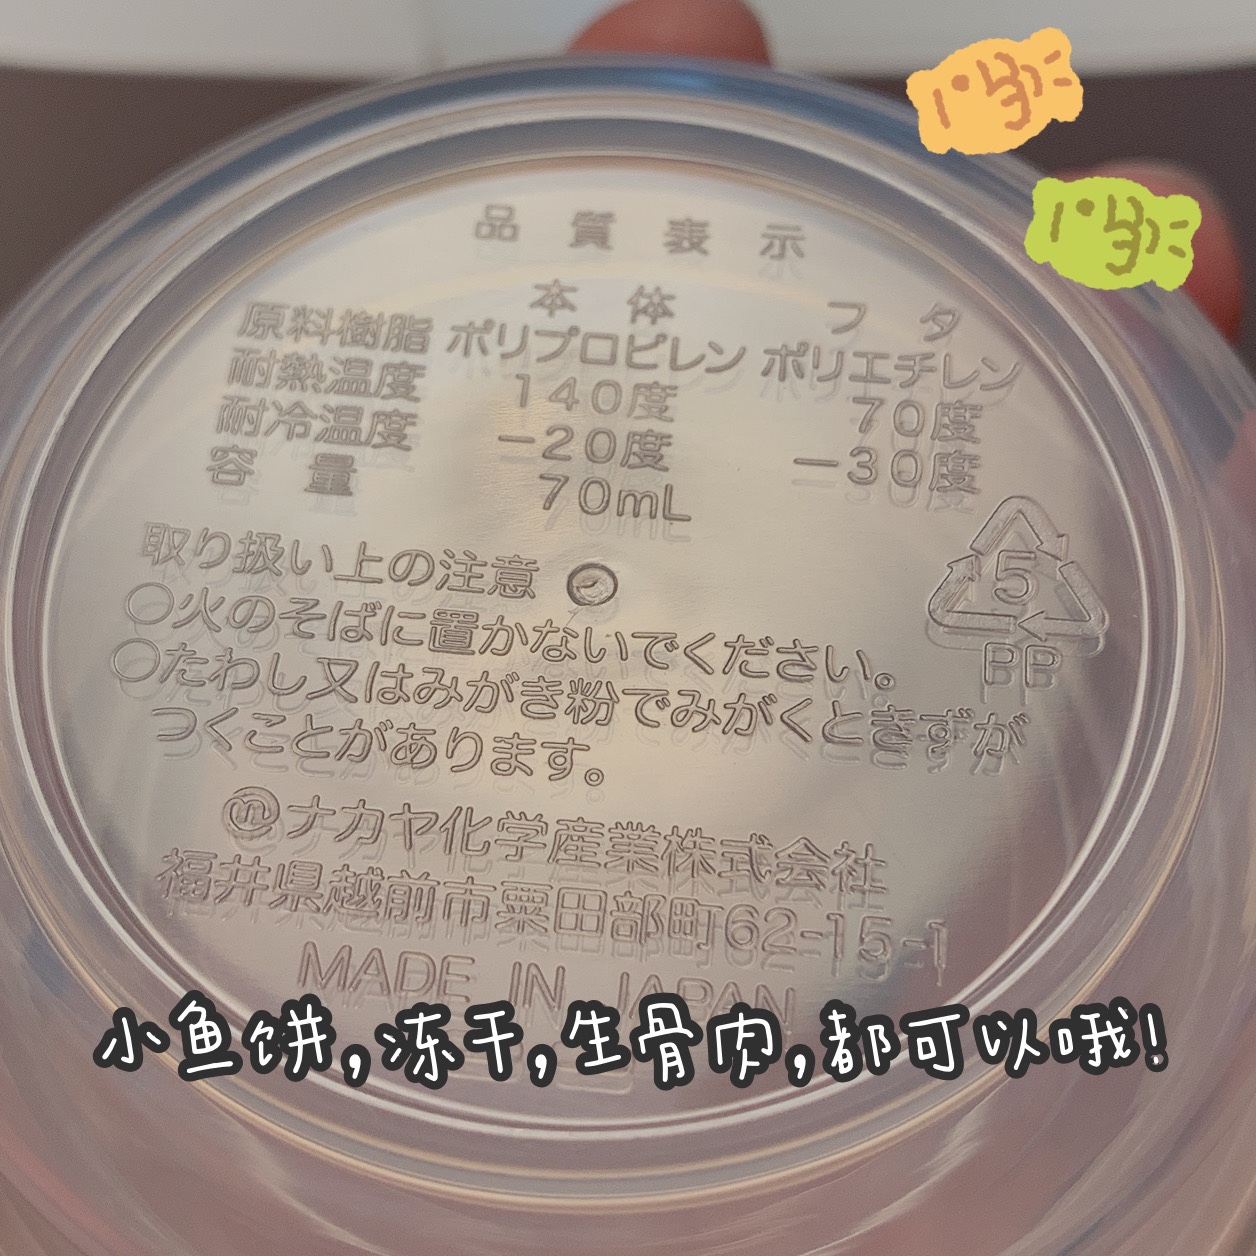 品質表示
本体 フタ
原料樹脂 ポリプロピレン ポリエチレン
耐熱温度 140度 70度
耐冷温度 −20度 −30度
容量 70mL
取り扱い上の注意
○火のそばに置かないでください。
○たわし又はみがき粉でみがくときずが
つくことがあります。
5
PP
ⓜナカヤ化学産業株式会社
福井県越前市粟田部町62-15-1
MADE IN JAPAN
小鱼饼,冻干,生骨肉,都可以哦!